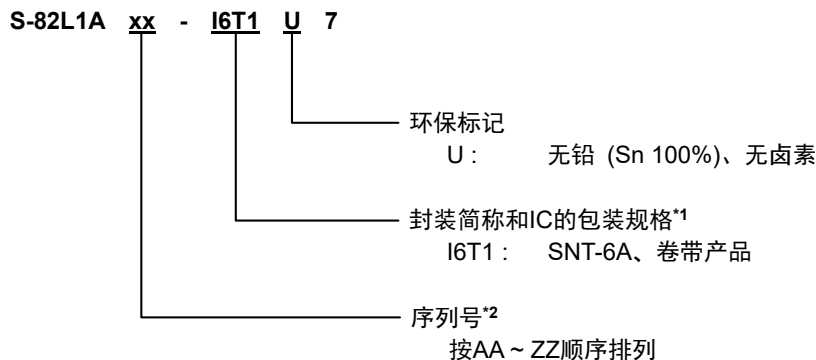 S-82L1A xx - I6T1 U 7
环保标记
U : 无铅 (Sn 100%)、无卤素
封装简称和IC的包装规格*1
I6T1 : SNT-6A、卷带产品
序列号*2
按AA ~ ZZ顺序排列